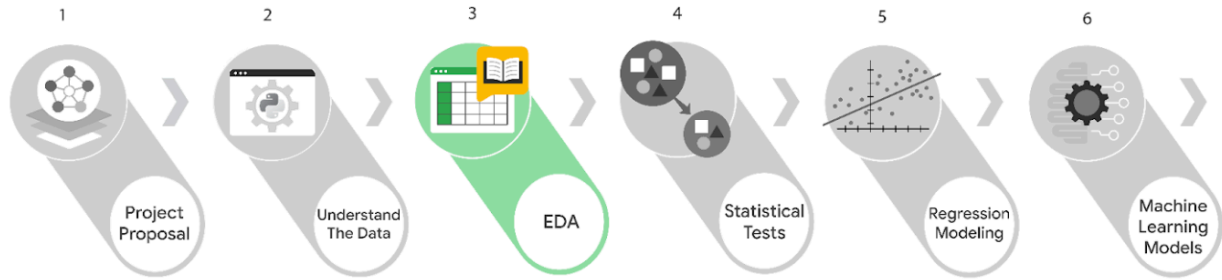 1
2
3
4
5
6
Project
Proposal
Understand
The Data
EDA
Statistical
Tests
Regression
Modeling
Machine
Learning
Models